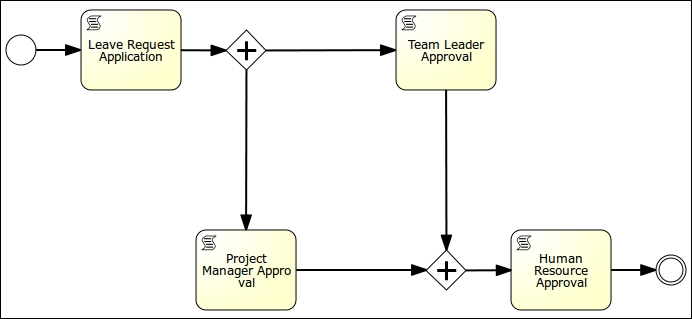 Leave Request
Application
Team Leader
Approval
Project
Manager Appro
val
Human
Resource
Approval